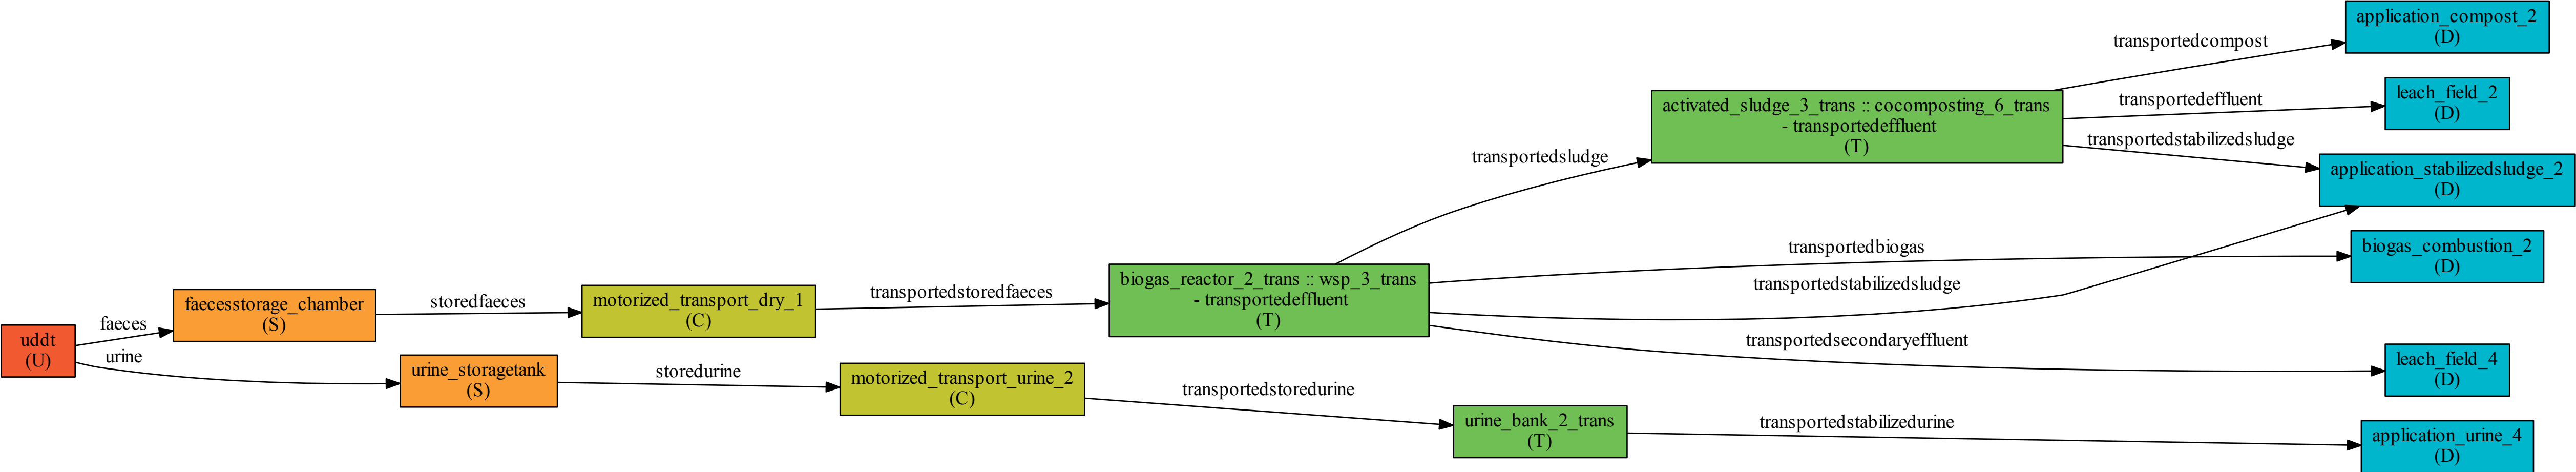 uddt
(U)
faeces
urine
faecesstorage_chamber
(S)
urine_storagetank
(S)
storedfaeces
storedurine
motorized_transport_dry_1
(C)
motorized_transport_urine_2
(C)
transportedstoredfaeces
transportedstoredurine
biogas_reactor_2_trans :: wsp_3_trans
- transportedeffluent
(T)
urine_bank_2_trans
(T)
transportedsludge
activated_sludge_3_trans :: cocomposting_6_trans
- transportedeffluent
(T)
transportedbiogas
transportedstabilizedsludge
transportedsecondaryeffluent
transportedstabilizedurine
transportedcompost
transportedeffluent
transportedstabilizedsludge
application_compost_2
(D)
leach_field_2
(D)
application_stabilizedsludge_2
(D)
biogas_combustion_2
(D)
leach_field_4
(D)
application_urine_4
(D)